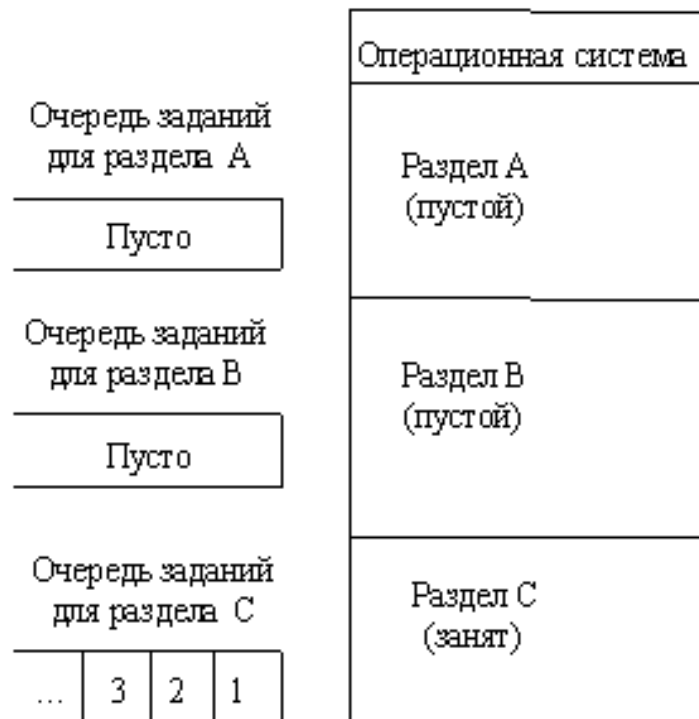 Операционная система
Очередь заданий
для раздела А
Пусто
Раздел А
(пустой)
Очередь заданий
для раздела В
Пусто
Раздел В
(пустой)
Очередь заданий
для раздела С
... 3 2 1
Раздел С
(занят)